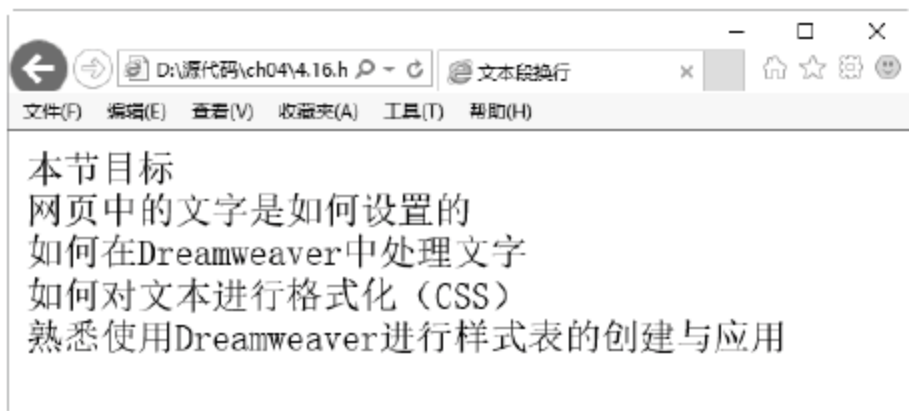 D:\源代码\ch04\4.16.h
文本段换行
文件(F) 编辑(E) 查看(V) 收藏夹(A) 工具(T) 帮助(H)
本节目标
网页中的文字是如何设置的
如何在Dreamweaver中处理文字
如何对文本进行格式化（CSS）
熟悉使用Dreamweaver进行样式表的创建与应用